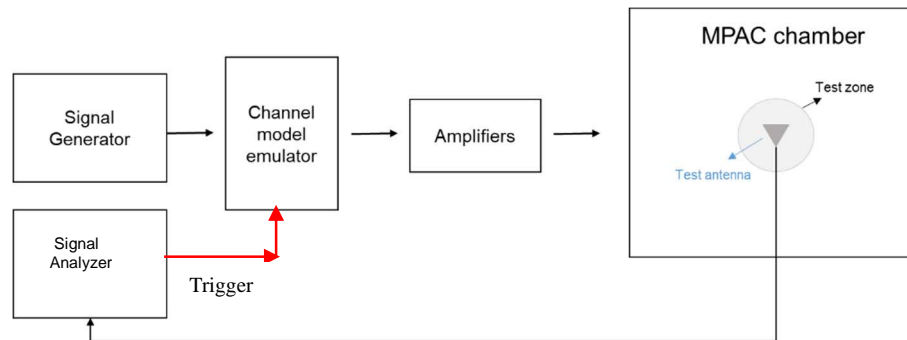 MPAC chamber
Test zone
Test antenna
Signal
Generator
Channel
model
emulator
Amplifiers
Signal
Analyzer
Trigger